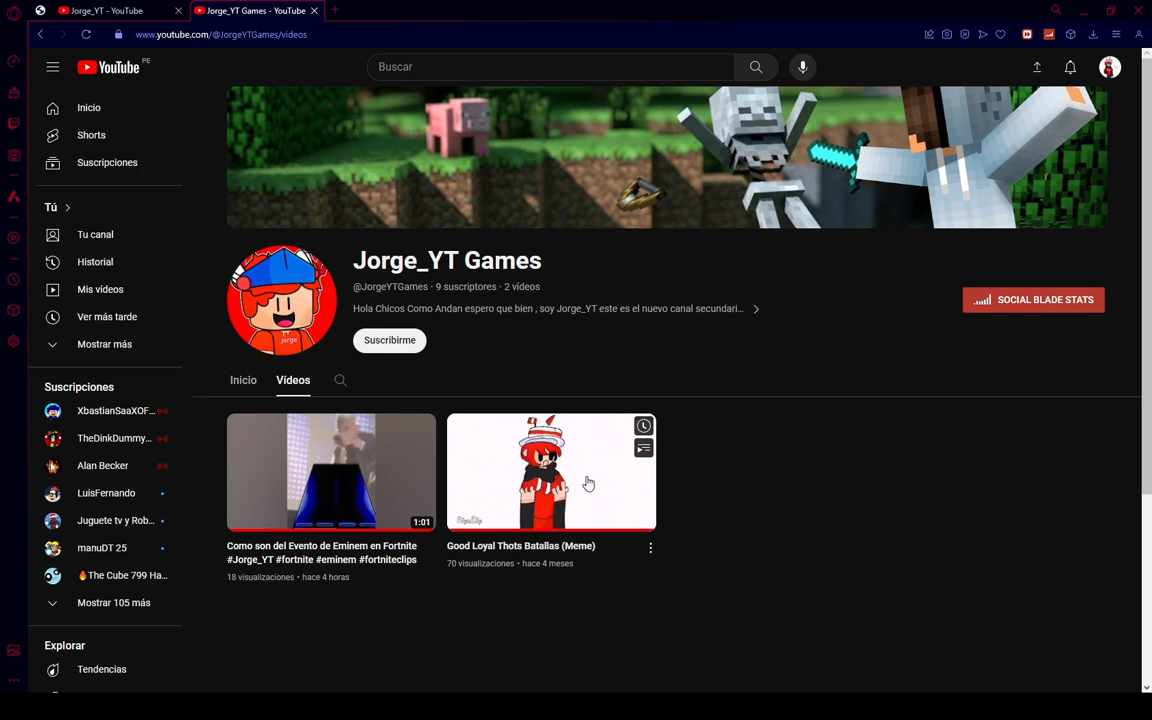 Jorge_YT - YouTube
Jorge_YT Games - YouTube
www.youtube.com/@JorgeYTGames/videos
YouTube PE
Buscar
Inicio
Shorts
Suscripciones
Tú
Tu canal
Historial
Mis vídeos
Ver más tarde
Mostrar más
Suscripciones
XbastianSaaXOF...
TheDinkDummy...
Alan Becker
LuisFernando
Juguete tv y Rob...
manuDT 25
🔥The Cube 799 Ha...
Mostrar 105 más
Explorar
Tendencias
Jorge_YT Games
@JorgeYTGames · 9 suscriptores · 2 vídeos
Hola Chicos Como Andan espero que bien , soy Jorge_YT este es el nuevo canal secundari...
Suscribirme
SOCIAL BLADE STATS
jorge
Inicio
Vídeos
1:01
Como son del Evento de Eminem en Fortnite
#Jorge_YT #fortnite #eminem #fortniteclips
18 visualizaciones · hace 4 horas
FlipaClip
Good Loyal Thots Batallas (Meme)
70 visualizaciones · hace 4 meses